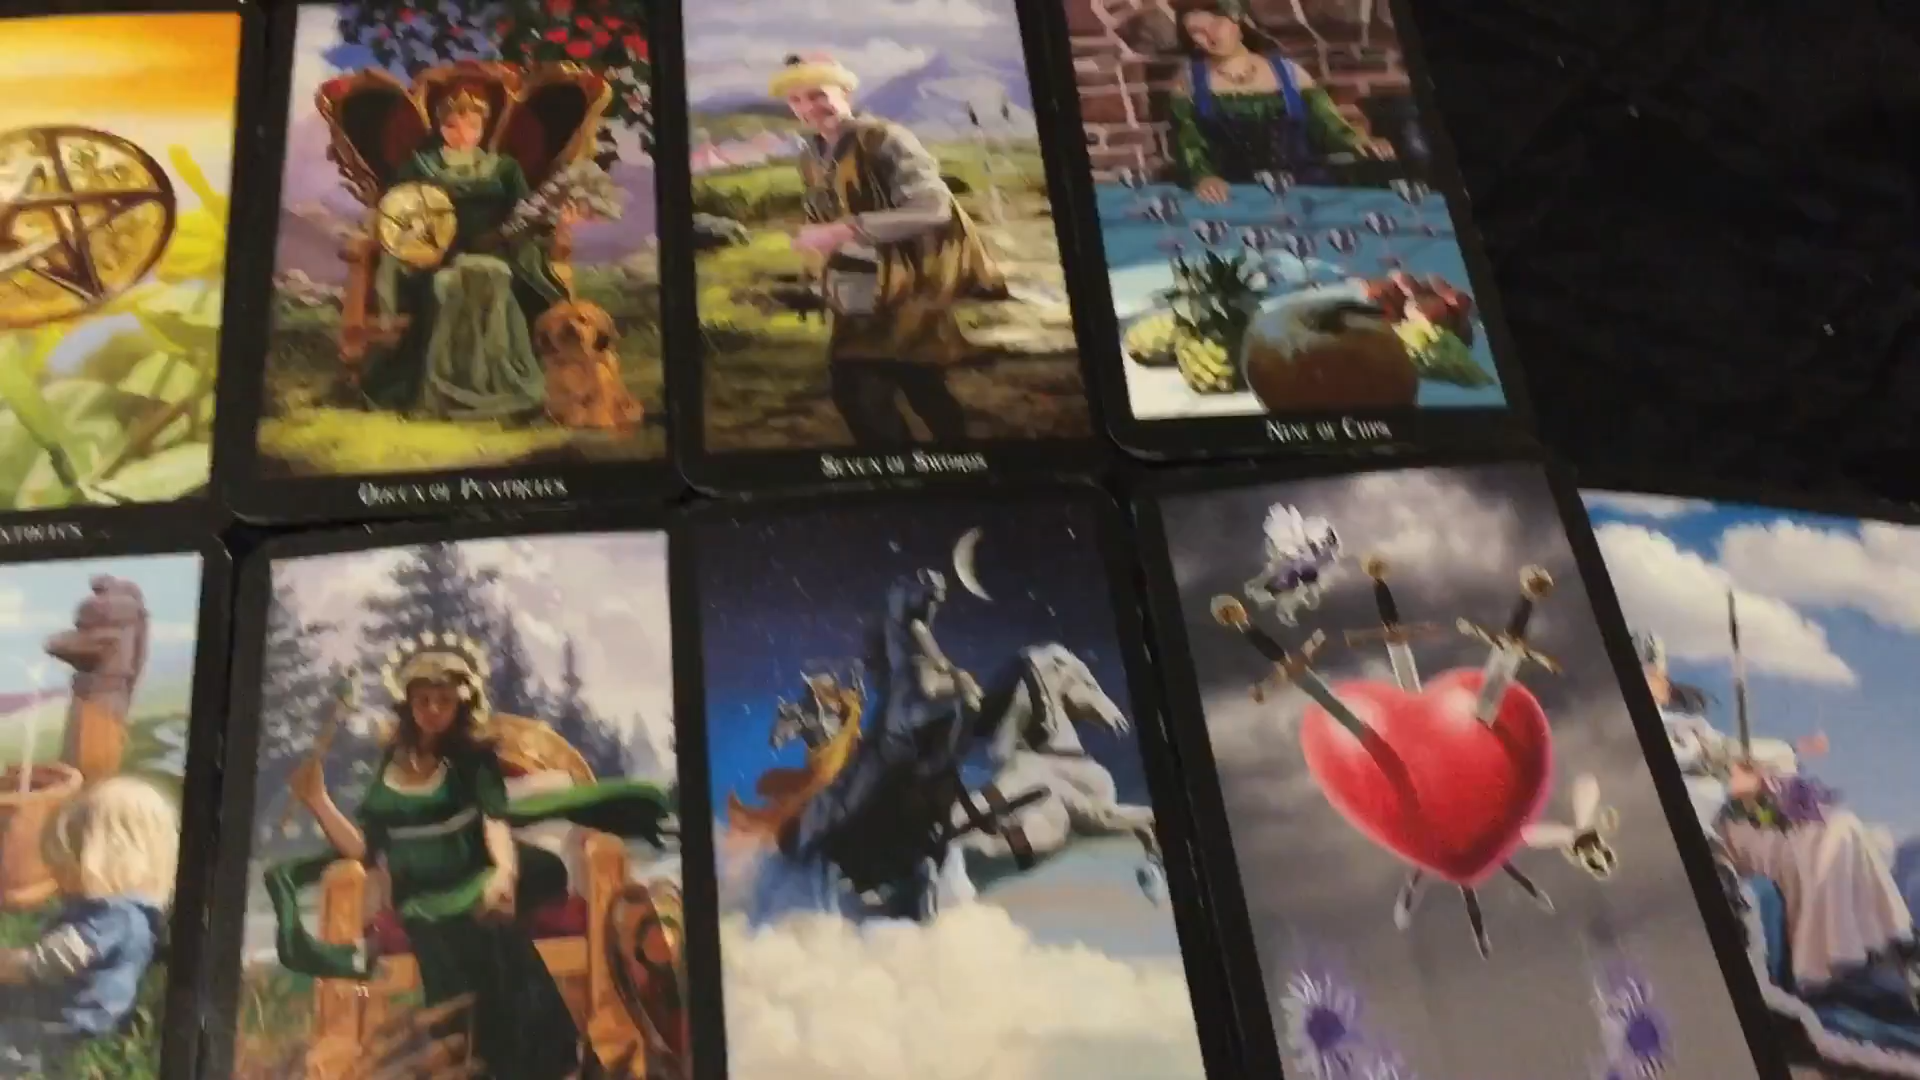 Queen of Pentacles
Seven of Swords
Nine of Cups